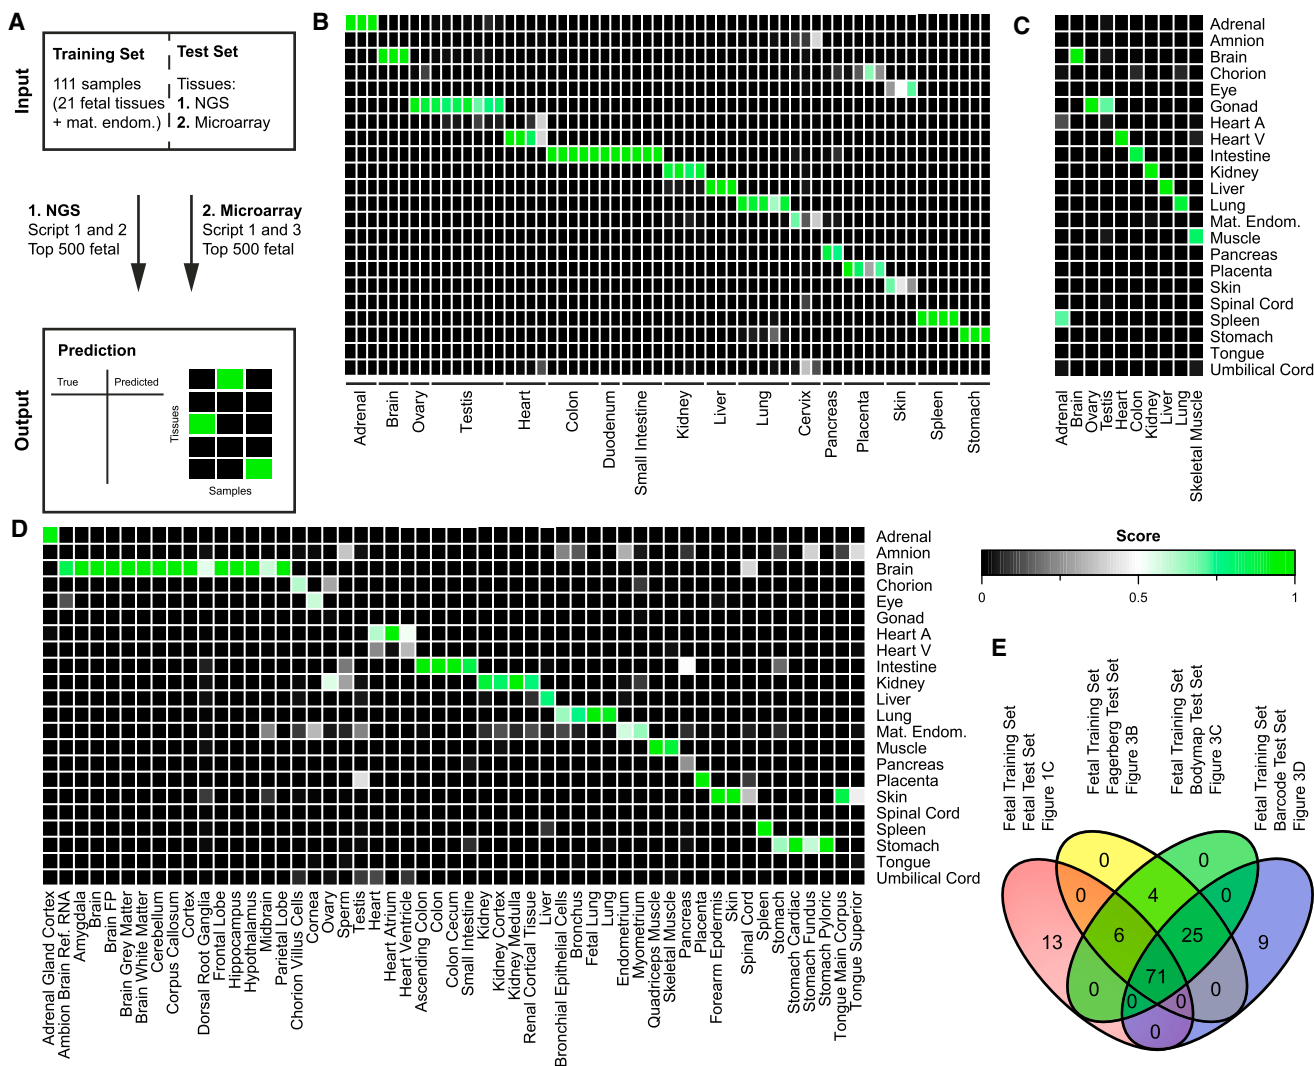 A
Input
Training Set
111 samples
(21 fetal tissues
+ mat. endom.)
Test Set
Tissues:
1. NGS
2. Microarray
1. NGS
Script 1 and 2
Top 500 fetal
2. Microarray
Script 1 and 3
Top 500 fetal
Output
Prediction
True
Predicted
Tissues
Samples
B
Adrenal
Brain
Ovary
Testis
Heart
Colon
Duodenum
Small Intestine
Kidney
Liver
Lung
Cervix
Pancreas
Placenta
Skin
Spleen
Stomach
C
Adrenal
Amnion
Brain
Chorion
Eye
Gonad
Heart A
Heart V
Intestine
Kidney
Liver
Lung
Mat. Endom.
Muscle
Pancreas
Placenta
Skin
Spinal Cord
Spleen
Stomach
Tongue
Umbilical Cord
Adrenal
Brain
Ovary
Testis
Heart
Colon
Kidney
Liver
Lung
Skeletal Muscle
D
Adrenal
Amnion
Brain
Chorion
Eye
Gonad
Heart A
Heart V
Intestine
Kidney
Liver
Lung
Mat. Endom.
Muscle
Pancreas
Placenta
Skin
Spinal Cord
Spleen
Stomach
Tongue
Umbilical Cord
Adrenal Gland Cortex
Ambion Brain Ref. RNA
Amygdala
Brain
Brain FP
Brain Grey Matter
Brain White Matter
Cerebellum
Corpus Callosum
Cortex
Dorsal Root Ganglia
Frontal Lobe
Hippocampus
Hypothalamus
Midbrain
Parietal Lobe
Chorion Villus Cells
Cornea
Ovary
Sperm
Testis
Heart
Heart Atrium
Heart Ventricle
Ascending Colon
Colon
Colon Cecum
Small Intestine
Kidney
Kidney Cortex
Kidney Medulla
Renal Cortical Tissue
Liver
Bronchial Epithelial Cells
Bronchus
Fetal Lung
Lung
Endometrium
Myometrium
Quadriceps Muscle
Skeletal Muscle
Pancreas
Placenta
Forearm Epdermis
Skin
Spinal Cord
Spleen
Stomach
Stomach Cardiac
Stomach Fundus
Stomach Pyloric
Tongue Main Corpus
Tongue Superior
Score
0
0.5
1
E
Fetal Training Set
Fetal Test Set
Figure 1C
Fetal Training Set
Fagerberg Test Set
Figure 3B
Fetal Training Set
Bodymap Test Set
Figure 3C
Fetal Training Set
Barcode Test Set
Figure 3D
0
0
0
4
0
13
6
25
9
71
0
0
0
0
0